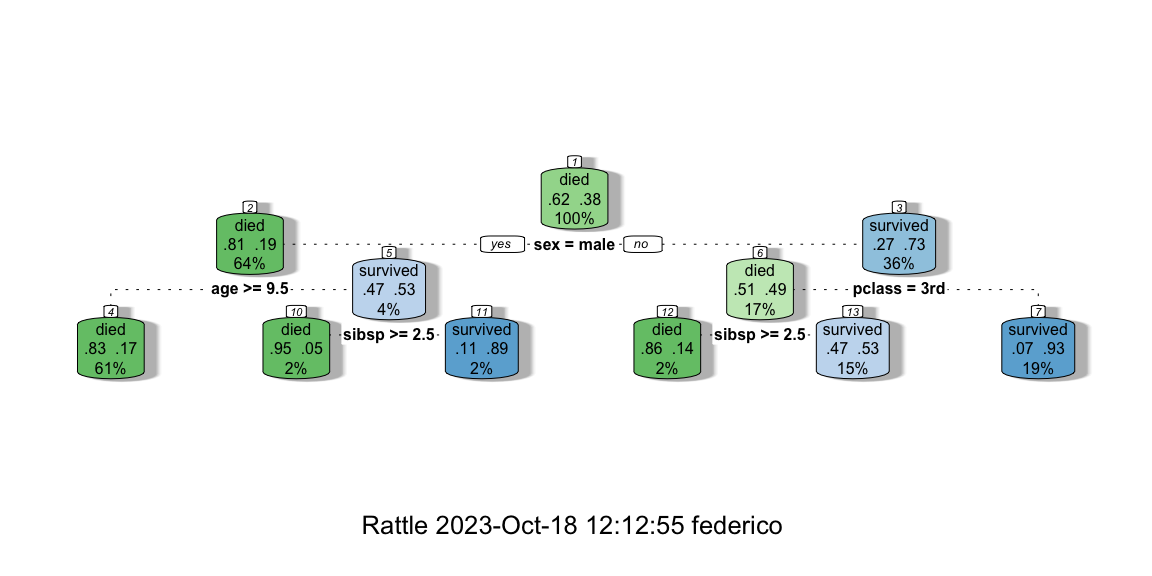 1
died
.62 .38
100%
yes sex = male no
2
died
.81 .19
64%
3
survived
.27 .73
36%
age >= 9.5
5
survived
.47 .53
4%
6
died
.51 .49
17%
pclass = 3rd
4
died
.83 .17
61%
10
died
.95 .05
2%
sibsp >= 2.5
11
survived
.11 .89
2%
12
died
.86 .14
2%
sibsp >= 2.5
13
survived
.47 .53
15%
7
survived
.07 .93
19%
Rattle 2023-Oct-18 12:12:55 federico